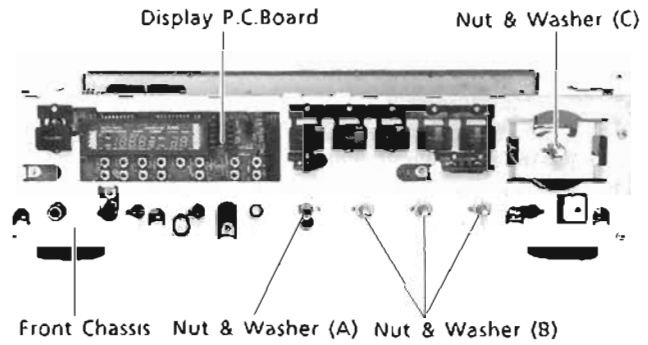 Display P.C.Board
Nut & Washer (C)
Front Chassis
Nut & Washer (A)
Nut & Washer (B)